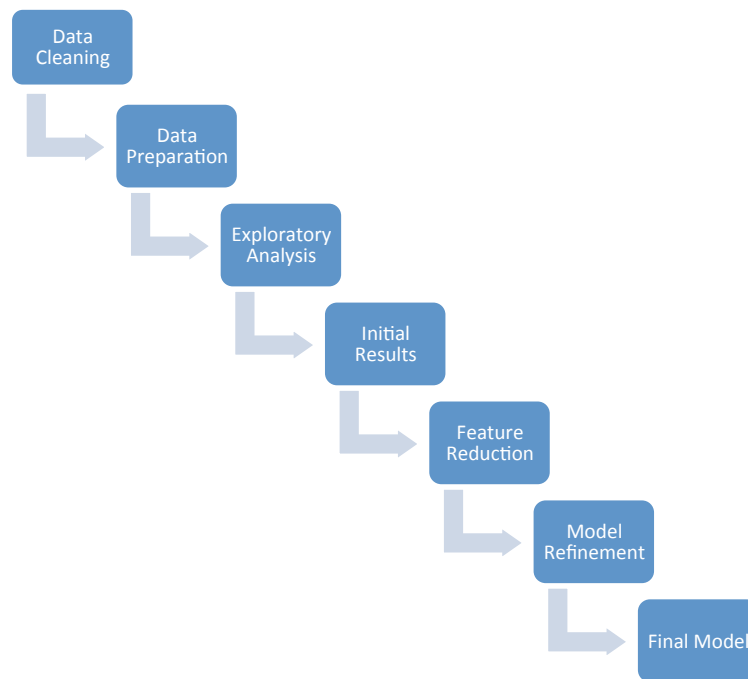 Data
Cleaning
Data
Preparation
Exploratory
Analysis
Initial
Results
Feature
Reduction
Model
Refinement
Final Model